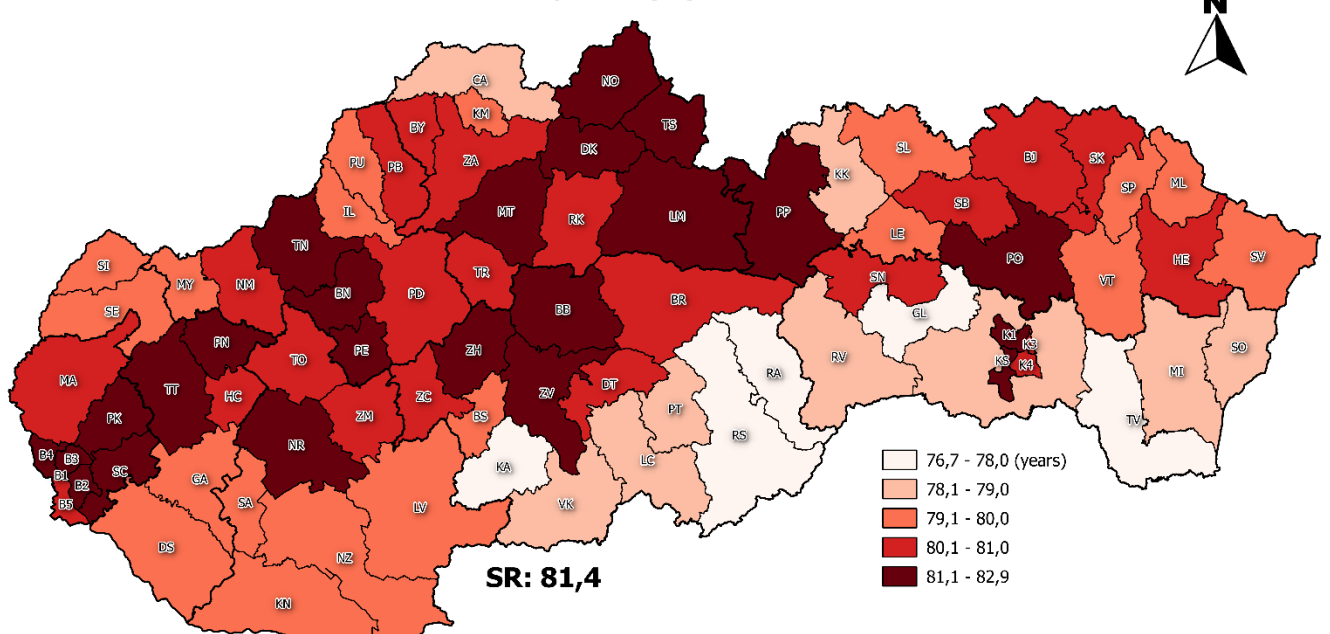 N
CA
NO
KM
BY
TS
PU
PB
ZA
DK
SL
BJ
SK
KK
SP
ML
IL
MT
RK
LM
PP
SB
LE
TN
PO
HE
SV
SI
MY
NM
TR
SN
VT
SE
BN
PD
BR
BB
GL
PN
PE
ZH
K1
K3
SO
TO
RV
KS
K4
MA
TT
RA
MI
HC
ZV
DT
PK
ZM
ZC
BS
PT
TV
NR
RS
B4
B3
B1
B2
SC
B5
GA
KA
LC
SA
LV
VK
DS
NZ
KN
76,7 - 78,0 (years)
78,1 - 79,0
79,1 - 80,0
80,1 - 81,0
81,1 - 82,9
SR: 81,4